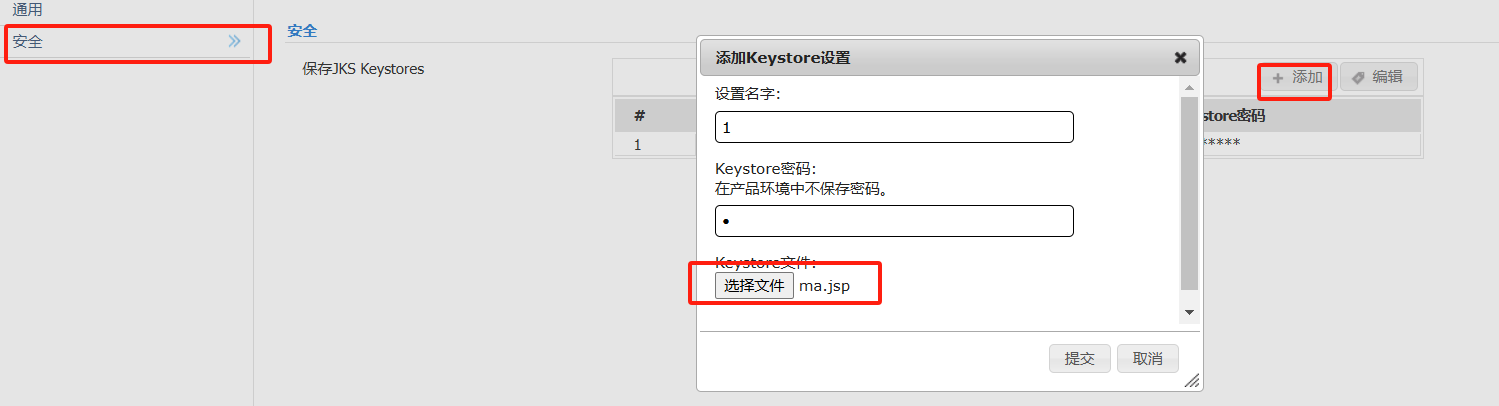 通用
安全
安全
保存JKS Keystores
添加
编辑
#
store密码
1
*****
添加Keystore设置
设置名字:
1
Keystore密码:
在产品环境中不保存密码。
•
Keystore文件:
选择文件 ma.jsp
提交
取消